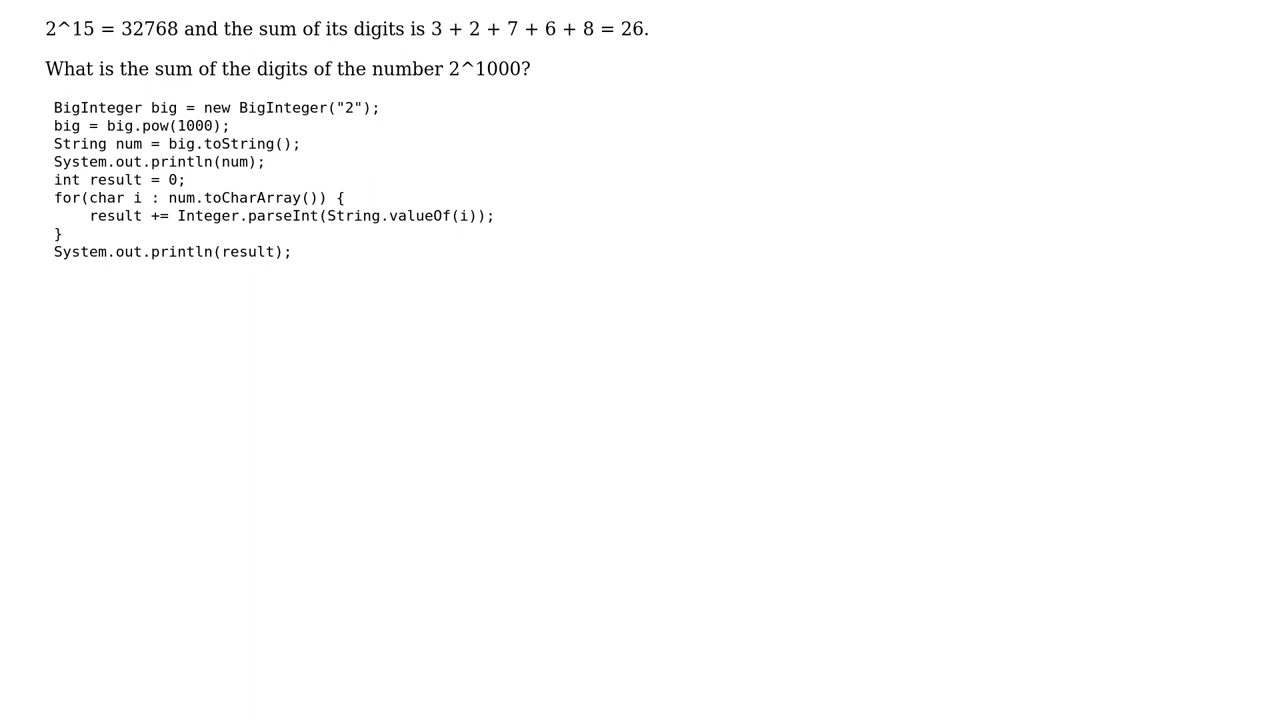 2^15 = 32768 and the sum of its digits is 3 + 2 + 7 + 6 + 8 = 26.
What is the sum of the digits of the number 2^1000?
BigInteger big = new BigInteger("2");
big = big.pow(1000);
String num = big.toString();
System.out.println(num);
int result = 0;
for(char i : num.toCharArray()) {
    result += Integer.parseInt(String.valueOf(i));
}
System.out.println(result);